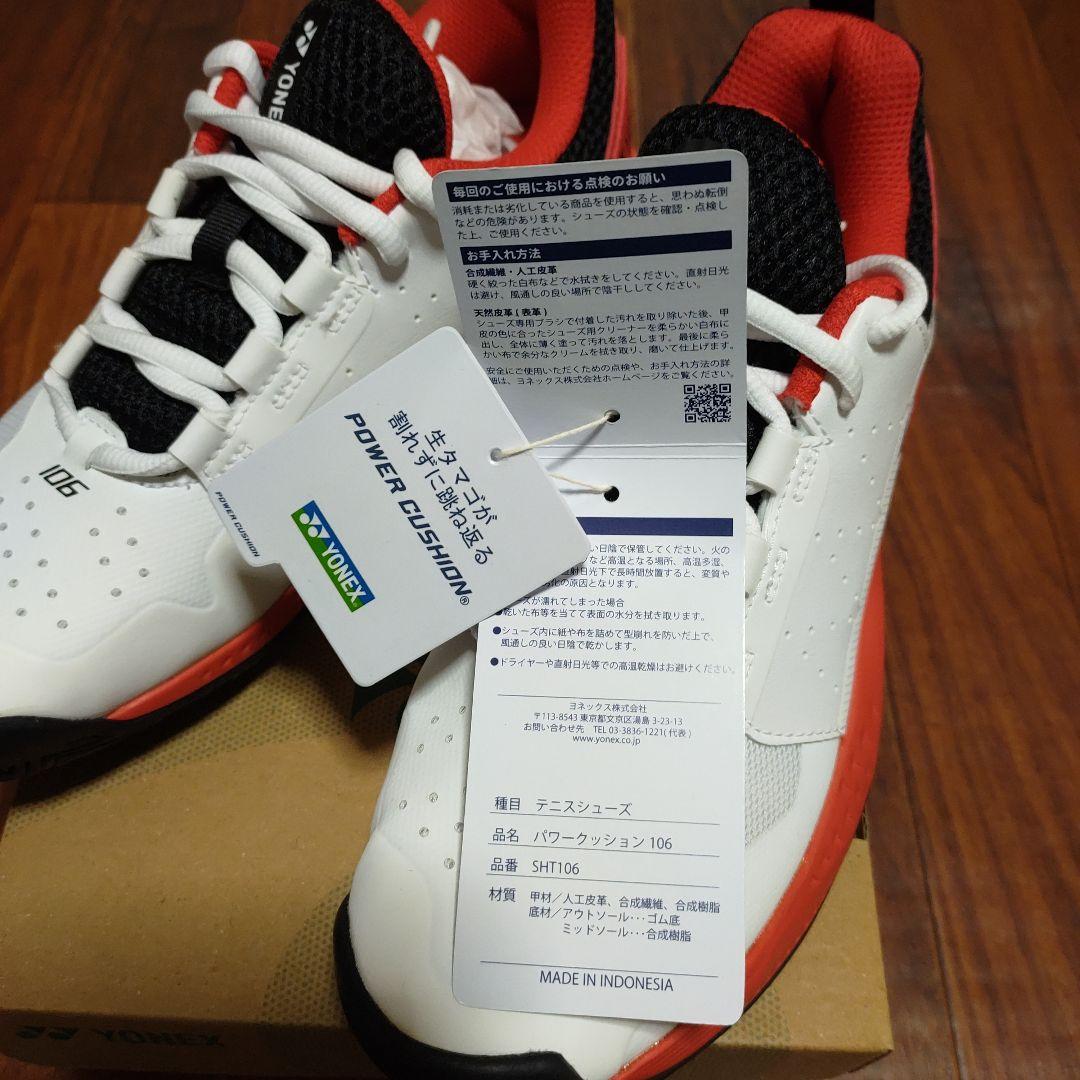 YONEX
106
POWER CUSHION
生タマゴが
割れずに跳ね返る
POWER CUSHION®
YONEX
毎回のご使用における点検のお願い
消耗または劣化している商品を使用すると、思わぬ転倒
などの危険があります。シューズの状態を確認・点検し
た上、ご使用ください。
お手入れ方法
合成繊維・人工皮革
硬く絞った白布などで水拭きをしてください。直射日光
は避け、風通しの良い場所で陰干ししてください。
天然皮革(表革)
シューズ専用ブラシで付着した汚れを取り除いた後、甲
皮の色に合ったシューズ用クリーナーを柔らかい白布に
出し、全体に薄く塗って汚れを落とします。最後に柔ら
かい布で余分なクリームを拭き取り、磨いて仕上げます。
安全にご使用いただくための点検や、お手入れ方法の詳
細は、ヨネックス株式会社ホームページをご覧ください。
い日陰で保管してください。火の
など高温となる場所、高温多湿、
射日光下で長時間放置すると、変質や
化の原因となります。
ズが濡れてしまった場合
●乾いた布等を当てて表面の水分を拭き取ります。
●シューズ内に紙や布を詰めて型崩れを防いだ上で、
風通しの良い日陰で乾かします。
●ドライヤーや直射日光等での高温乾燥はお避けください。
ヨネックス株式会社
〒113-8543 東京都文京区湯島 3-23-13
お問い合わせ先 TEL 03-3836-1221(代表)
www.yonex.co.jp
種目 テニスシューズ
品名 パワークッション 106
品番 SHT106
材質 甲材/人工皮革、合成繊維、合成樹脂
底材/アウトソール･･･ゴム底
ミッドソール･･･合成樹脂
MADE IN INDONESIA
YONEX